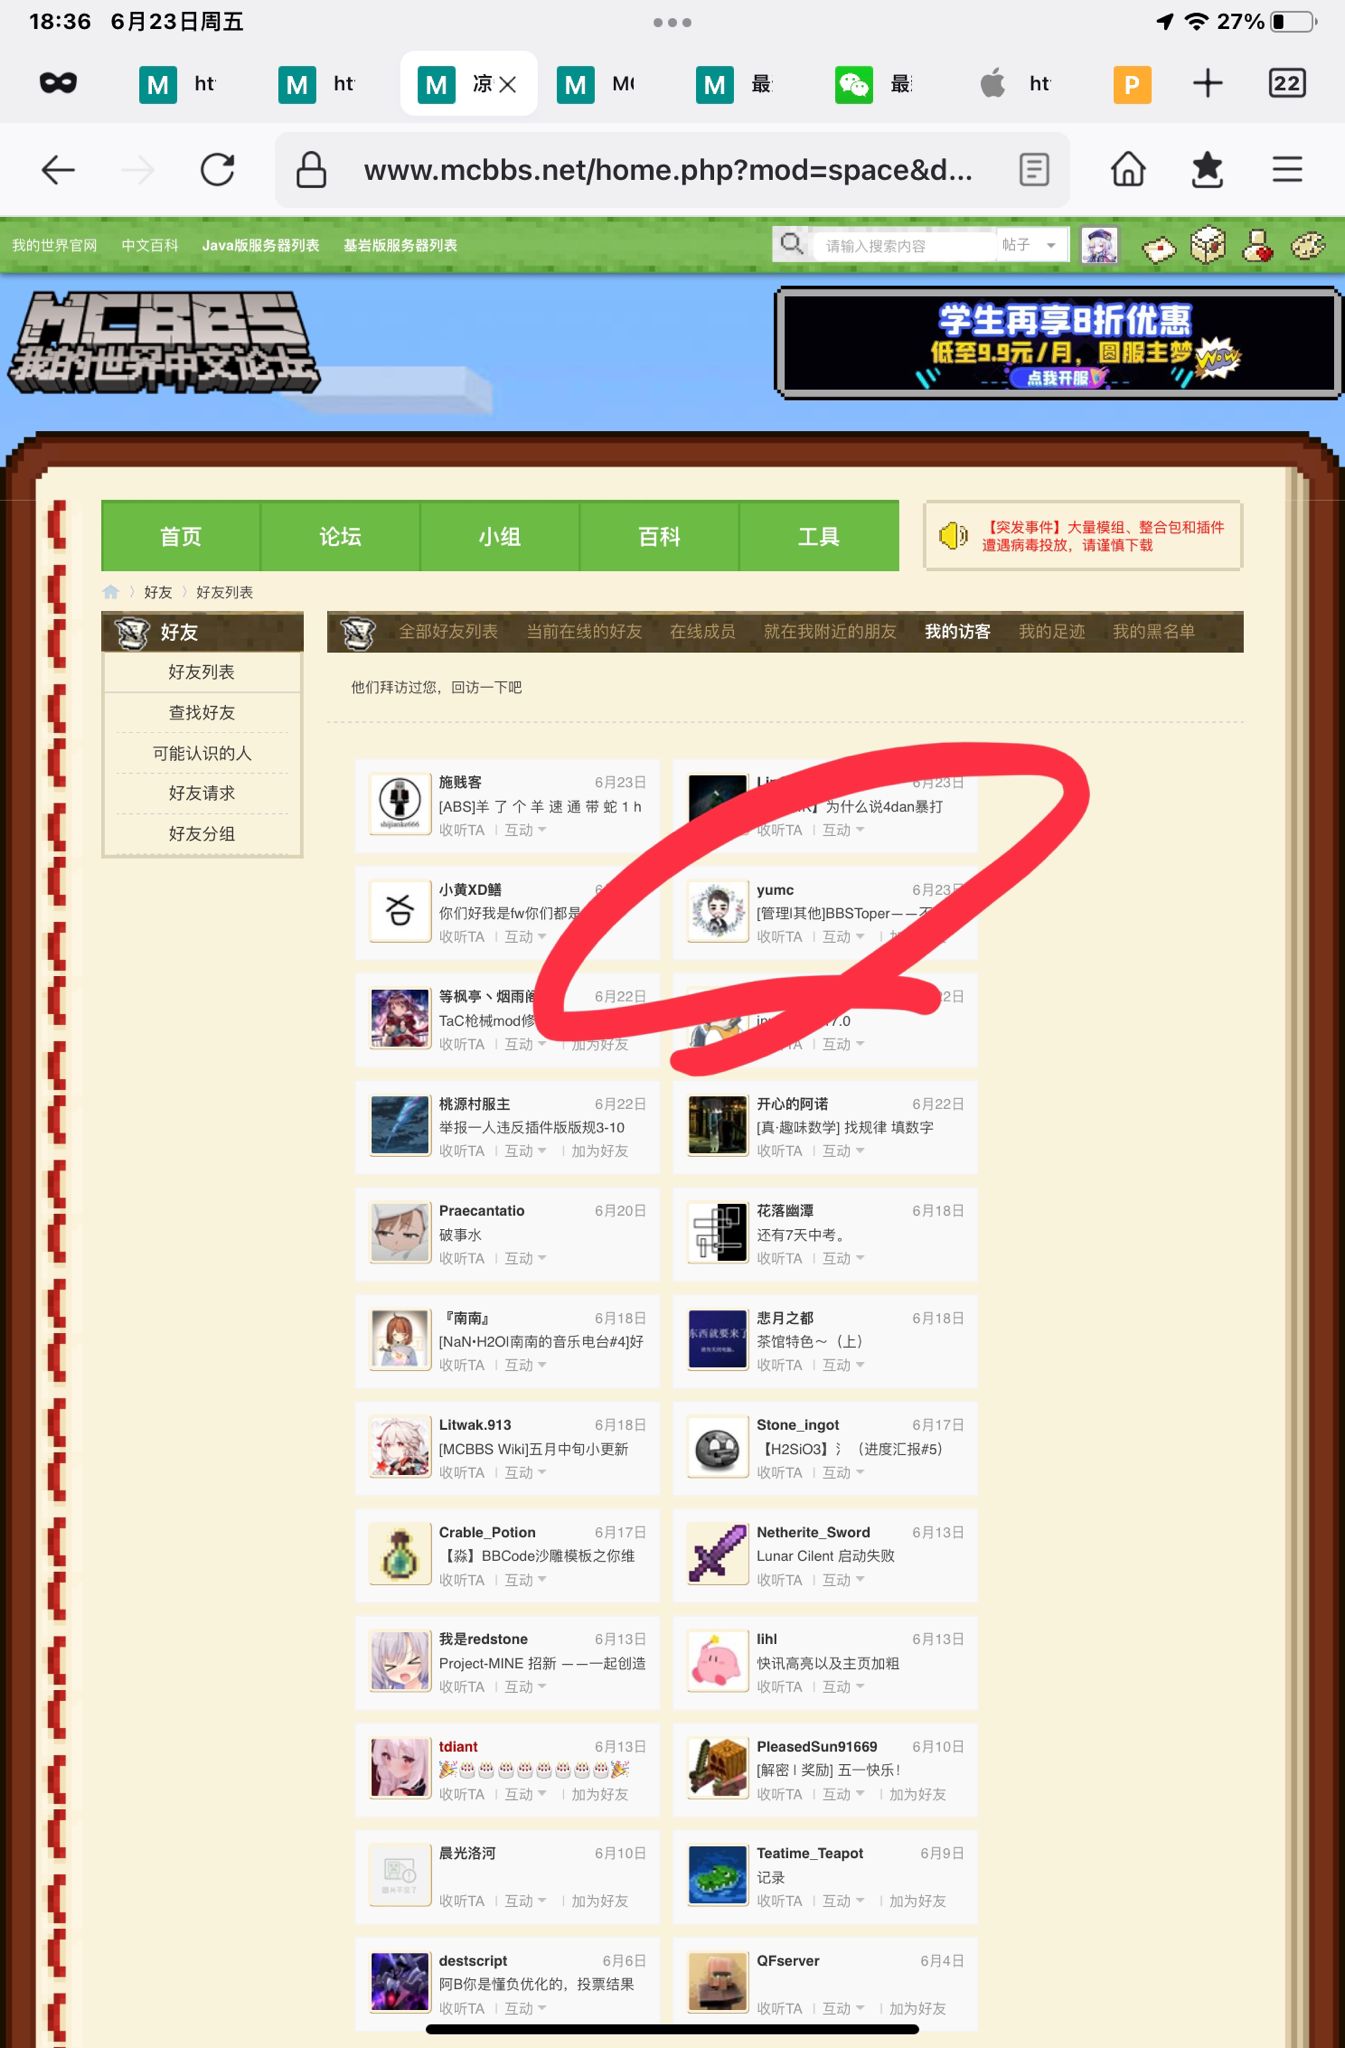 18:36 6月23日周五
27%
M ht
M ht
M 凉
M MC
M 最
最
ht
P
22
www.mcbbs.net/home.php?mod=space&d...
我的世界官网 中文百科 Java版服务器列表 基岩版服务器列表
请输入搜索内容 帖子
MCBBS
我的世界中文论坛
学生再享8折优惠
低至9.9元/月，圆服主梦
WOW
点我开服
首页 论坛 小组 百科 工具
【突发事件】大量模组、整合包和插件
遭遇病毒投放，请谨慎下载
好友 〉 好友列表
好友
好友列表
查找好友
可能认识的人
好友请求
好友分组
全部好友列表 当前在线的好友 在线成员 就在我附近的朋友 我的访客 我的足迹 我的黑名单
他们拜访过您，回访一下吧
施贱客 6月23日
[ABS]羊 了 个 羊 速 通 带 蛇 1 h
收听TA | 互动
shijianke666
6月23日
】为什么说4dan暴打
收听TA | 互动
小黄XD鳝
你们好我是fw你们都是
收听TA | 互动
yumc 6月23日
[管理|其他]BBSToper——不
收听TA | 互动
等枫亭丶烟雨阁 6月22日
TaC枪械mod修
收听TA | 互动 | 加为好友
22日
7.0
TA | 互动
桃源村服主 6月22日
举报一人违反插件版版规3-10
收听TA | 互动 | 加为好友
开心的阿诺 6月22日
[真·趣味数学] 找规律 填数字
收听TA | 互动
Praecantatio 6月20日
破事水
收听TA | 互动
花落幽潭 6月18日
还有7天中考。
收听TA | 互动
『南南』 6月18日
[NaN·H2O|南南的音乐电台#4]好
收听TA | 互动
悲月之都 6月18日
茶馆特色～（上）
收听TA | 互动
东西就要来了
Litwak.913 6月18日
[MCBBS Wiki]五月中旬小更新
收听TA | 互动
Stone_ingot 6月17日
【H2SiO3】氵（进度汇报#5）
收听TA | 互动
Crable_Potion 6月17日
【淼】BBCode沙雕模板之你维
收听TA | 互动
Netherite_Sword 6月13日
Lunar Cilent 启动失败
收听TA | 互动
我是redstone 6月13日
Project-MINE 招新 ——一起创造
收听TA | 互动
lihl 6月13日
快讯高亮以及主页加粗
收听TA | 互动
tdiant 6月13日
🎉🎂🎂🎂🎂🎂🎂🎂🎂🎉
收听TA | 互动 | 加为好友
PleasedSun91669 6月10日
[解密 | 奖励] 五一快乐！
收听TA | 互动 | 加为好友
晨光洛河 6月10日
收听TA | 互动 | 加为好友
图片不见了
Teatime_Teapot 6月9日
记录
收听TA | 互动 | 加为好友
destscript 6月6日
阿B你是懂负优化的，投票结果
收听TA | 互动
QFserver 6月4日
收听TA | 互动 | 加为好友